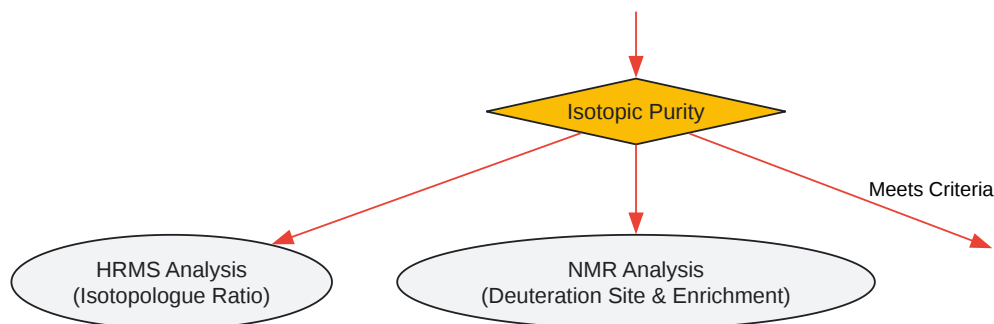 Isotopic Purity
Meets Criteria
HRMS Analysis
(Isotopologue Ratio)
NMR Analysis
(Deuteration Site & Enrichment)